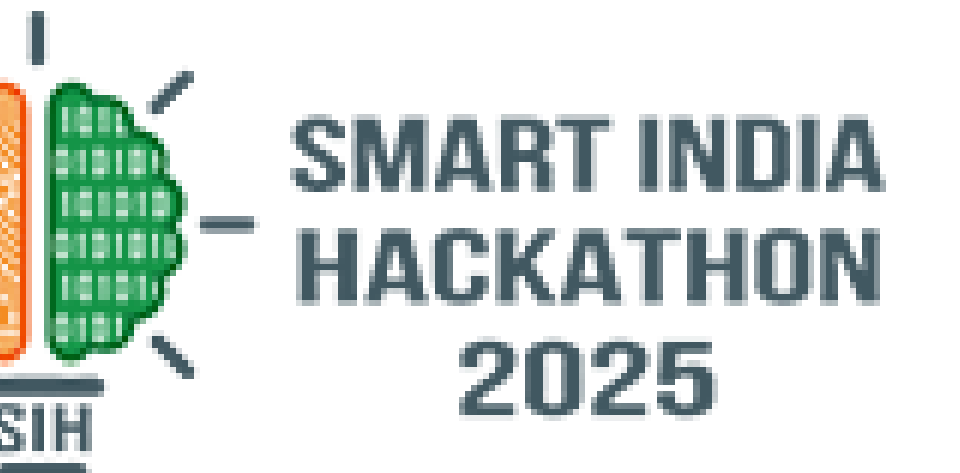 SMART INDIA
HACKATHON
2025
SIH